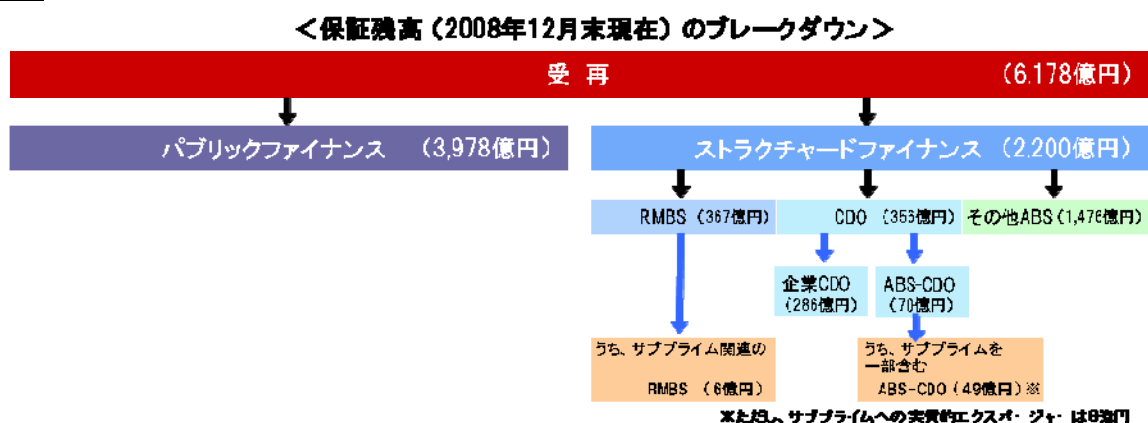 ＜保証残高（2008年12月末現在）のブレークダウン＞
受 再 （6.178億円）
パブリックファイナンス （3,978億円）
ストラクチャードファイナンス （2.200億円）
RMBS （367億円）
CDO （356億円）
その他ABS（1,476億円）
企業CDO
（286億円）
ABS-CDO
（70億円）
うち、サブプライム関連の
RMBS （6億円）
うち、サブプライムを
一部含む
ABS-CDO（49億円）※
※ただし、サブプライムへの実質的エクスポージャーは